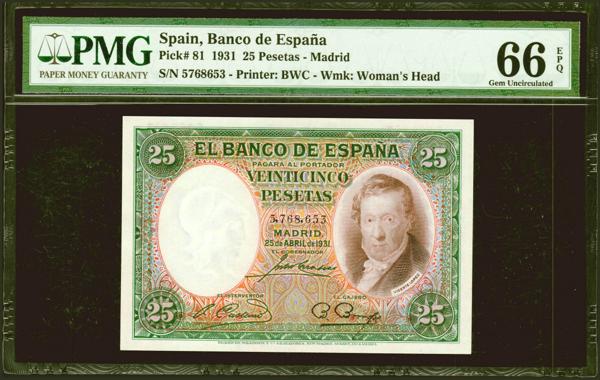 PMG
PAPER MONEY GUARANTY
Spain, Banco de España
Pick# 81 1931 25 Pesetas - Madrid
S/N 5768653 - Printer: BWC - Wmk: Woman's Head
66 EPQ
Gem Uncirculated
25
EL BANCO DE ESPAÑA
25
PAGARA AL PORTADOR
VEINTICINCO
PESETAS
5,768,653
MADRID
25 de ABRIL de 1931
EL GOBERNADOR
EL INTERVENTOR
EL CAJERO
25
25